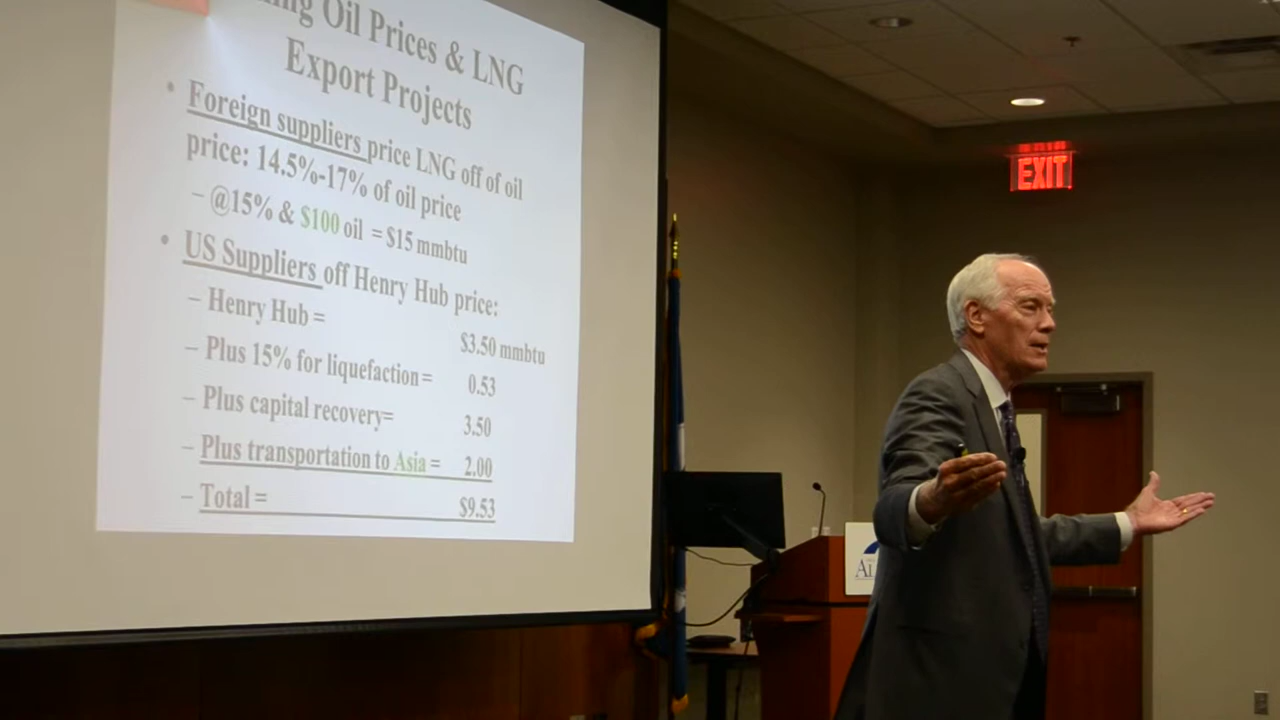 Oil Prices & LNG
Export Projects
• Foreign suppliers price LNG off of oil
price: 14.5%-17% of oil price
– @15% & $100 oil = $15 mmbtu
• US Suppliers off Henry Hub price:
– Henry Hub = $3.50 mmbtu
– Plus 15% for liquefaction = 0.53
– Plus capital recovery= 3.50
– Plus transportation to Asia = 2.00
– Total = $9.53
EXIT